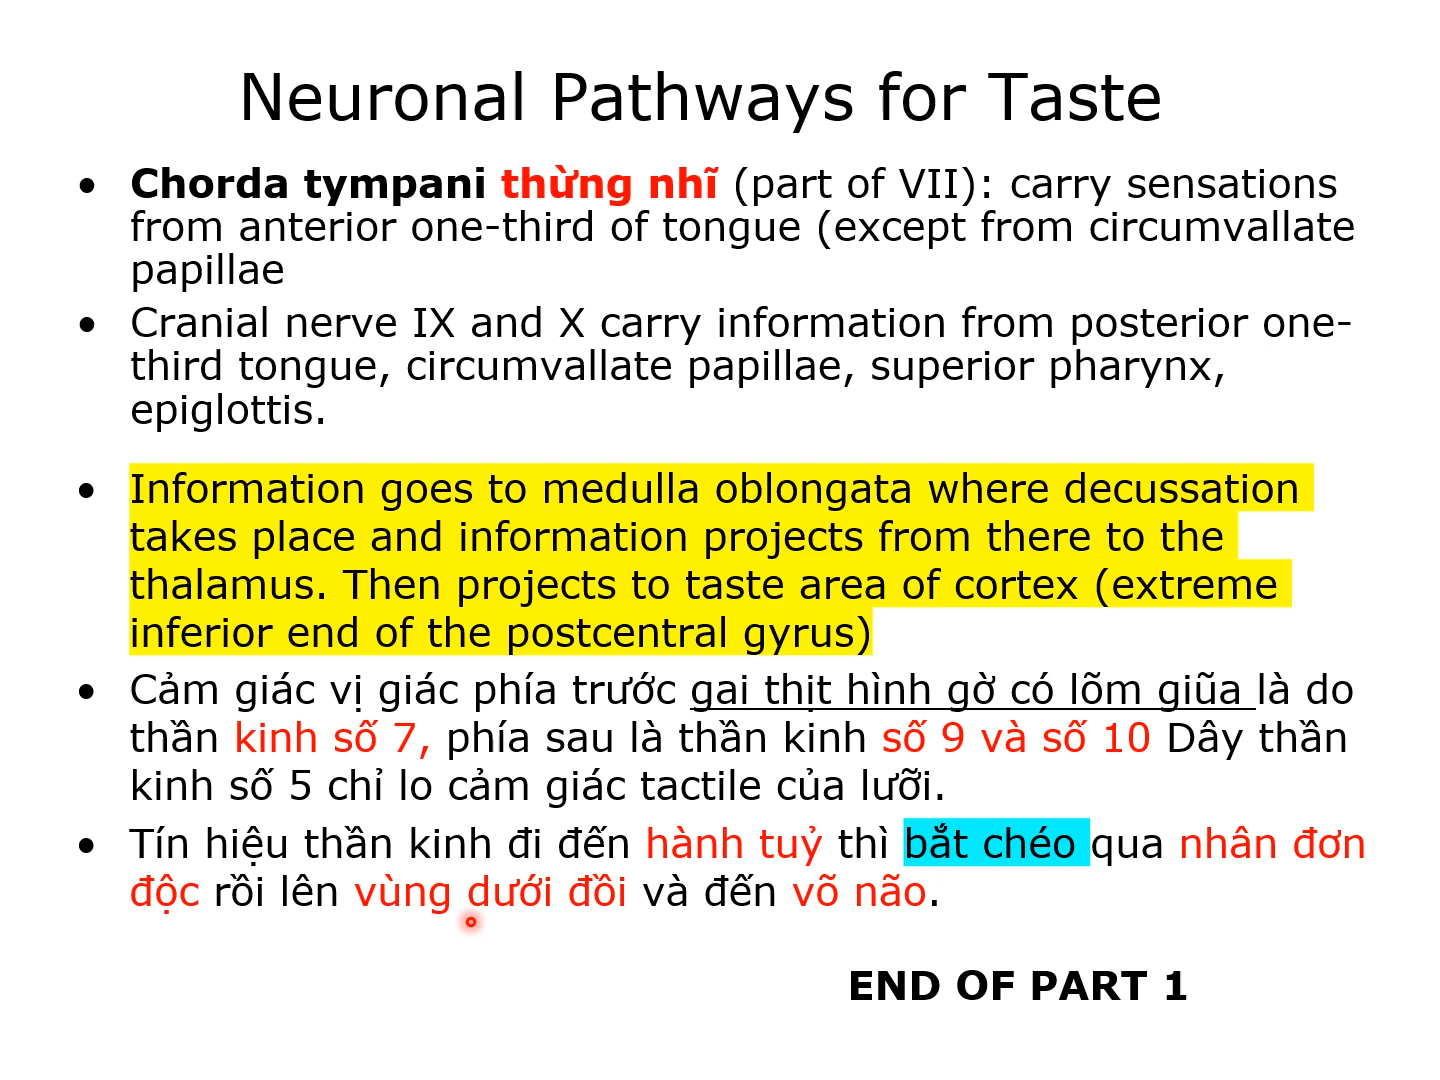 Neuronal Pathways for Taste
• Chorda tympani thừng nhĩ (part of VII): carry sensations
from anterior one-third of tongue (except from circumvallate
papillae
• Cranial nerve IX and X carry information from posterior one-
third tongue, circumvallate papillae, superior pharynx,
epiglottis.
• Information goes to medulla oblongata where decussation
takes place and information projects from there to the
thalamus. Then projects to taste area of cortex (extreme
inferior end of the postcentral gyrus)
• Cảm giác vị giác phía trước gai thịt hình gờ có lõm giũa là do
thần kinh số 7, phía sau là thần kinh số 9 và số 10 Dây thần
kinh số 5 chỉ lo cảm giác tactile của lưỡi.
• Tín hiệu thần kinh đi đến hành tuỷ thì bắt chéo qua nhân đơn
độc rồi lên vùng dưới đồi và đến võ não.
END OF PART 1